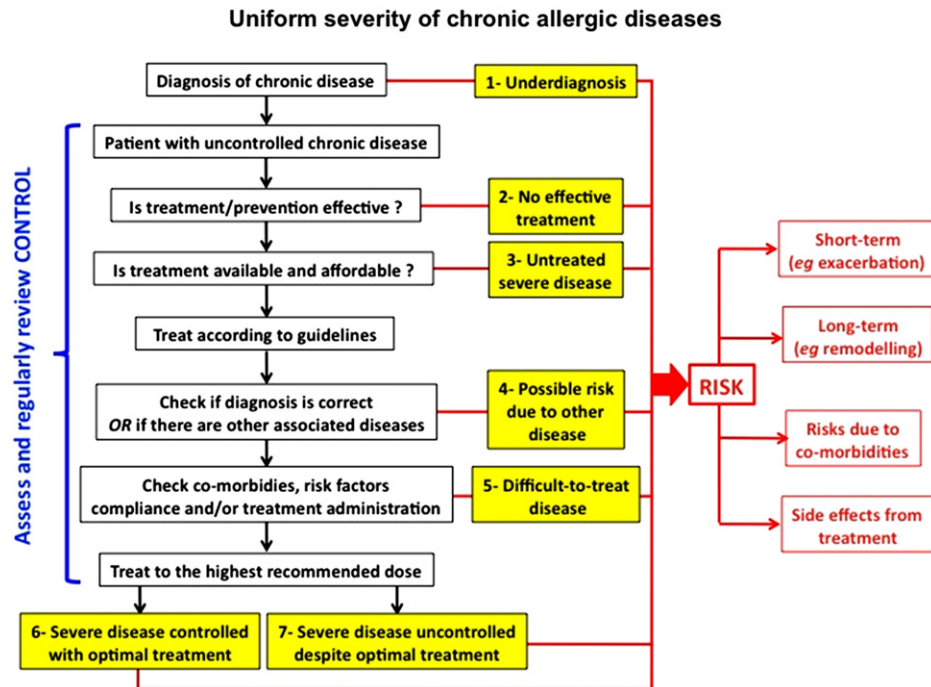 Uniform severity of chronic allergic diseases
Diagnosis of chronic disease
1- Underdiagnosis
Assess and regularly review CONTROL
Patient with uncontrolled chronic disease
Is treatment/prevention effective ?
2- No effective
treatment
Is treatment available and affordable ?
3- Untreated
severe disease
Treat according to guidelines
Check if diagnosis is correct
OR if there are other associated diseases
4- Possible risk
due to other
disease
Check co-morbidies, risk factors
compliance and/or treatment administration
5- Difficult-to-treat
disease
Treat to the highest recommended dose
6- Severe disease controlled
with optimal treatment
7- Severe disease uncontrolled
despite optimal treatment
RISK
Short-term
(eg exacerbation)
Long-term
(eg remodelling)
Risks due to
co-morbidities
Side effects from
treatment